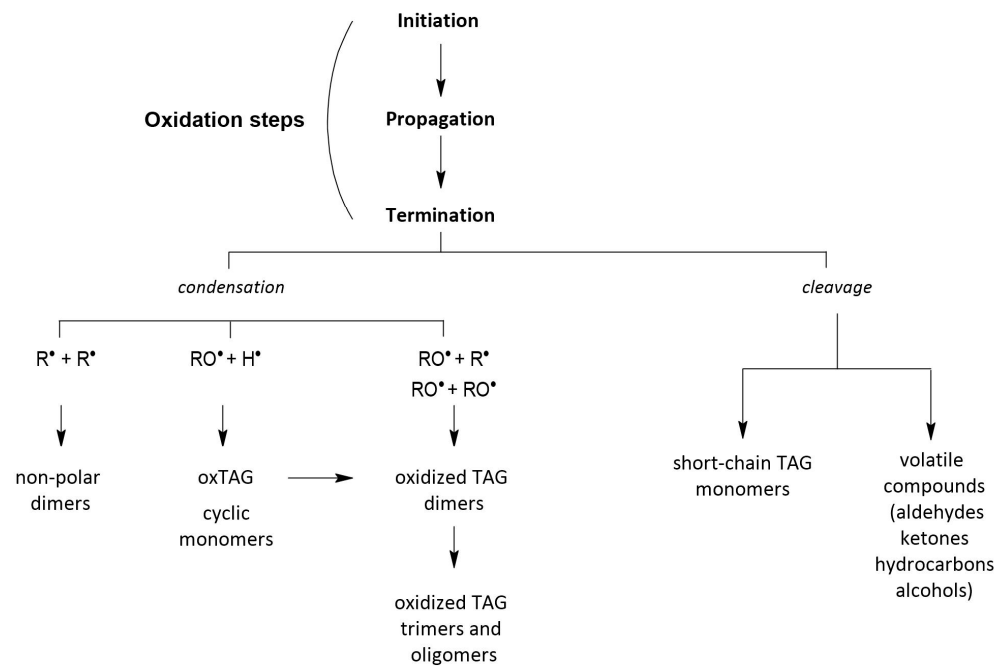 Initiation
Oxidation steps
Propagation
Termination
condensation
cleavage
R• + R•
RO• + H•
RO• + R•
RO• + RO•
non-polar
dimers
oxTAG
cyclic
monomers
oxidized TAG
dimers
oxidized TAG
trimers and
oligomers
short-chain TAG
monomers
volatile
compounds
(aldehydes
ketones
hydrocarbons
alcohols)